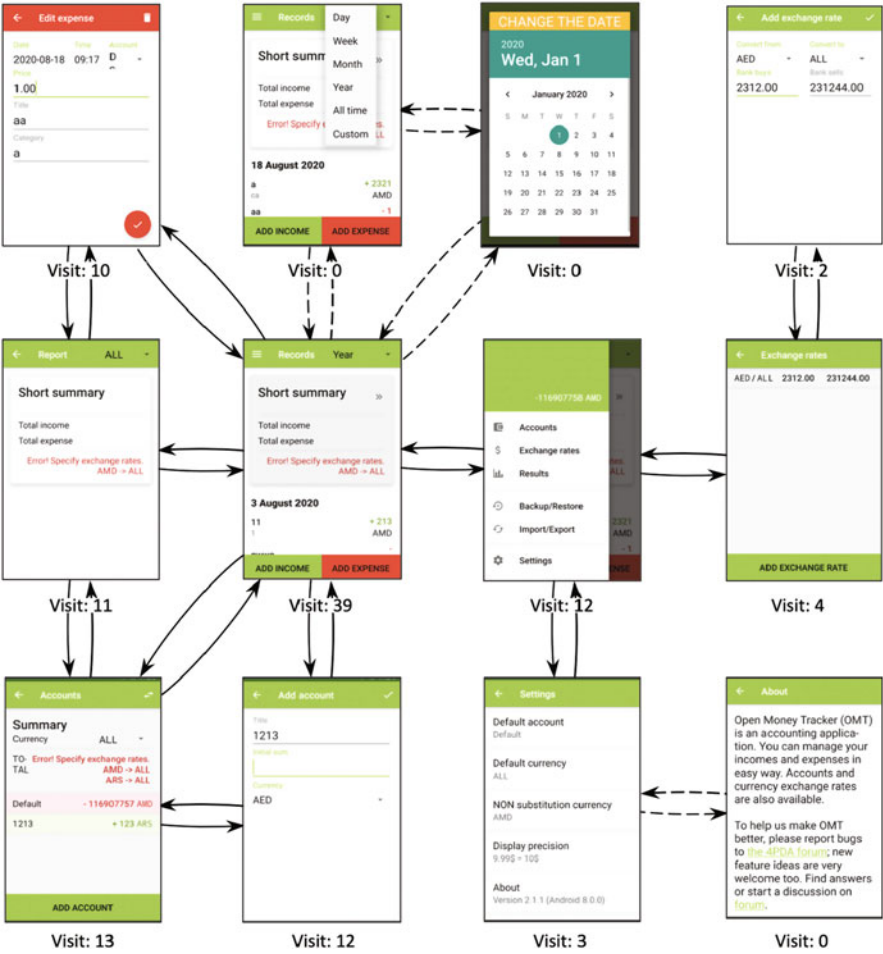 Edit expense
Date Time Account
2020-08-18 09:17 D
Price
1.00
Title
aa
Category
a
Visit: 10
Records
Day
Week
Month
Year
All time
Custom
Short summ
»
Total income
Total expense
Error! Specify
es.
LL
18 August 2020
a + 2321
ca AMD
aa - 1
ADD INCOME ADD EXPENSE
Visit: 0
CHANGE THE DATE
2020
Wed, Jan 1
‹ January 2020 ›
S M T W T F S
1 2 3 4
5 6 7 8 9 10 11
12 13 14 15 16 17 18
19 20 21 22 23 24 25
26 27 28 29 30 31
Visit: 0
Add exchange rate
Convert from Convert to
AED ALL
Bank buys Bank sells
2312.00 231244.00
Visit: 2
Report ALL
Short summary
Total income
Total expense
Error! Specify exchange rates.
AMD -> ALL
Visit: 11
Records Year
Short summary »
Total income
Total expense
Error! Specify exchange rates.
AMD -> ALL
3 August 2020
11 + 213
1 AMD
ADD INCOME ADD EXPENSE
Visit: 39
-116907758 AMD
»
Accounts
$ Exchange rates
Results
Backup/Restore
Import/Export
Settings
tes.
ALL
2321
AMD
- 1
ENSE
Visit: 12
Exchange rates
AED / ALL 2312.00 231244.00
ADD EXCHANGE RATE
Visit: 4
Accounts
Summary
Currency ALL
TO- Error! Specify exchange rates.
TAL AMD -> ALL
ARS -> ALL
Default - 116907757 AMD
1213 + 123 ARS
ADD ACCOUNT
Visit: 13
Add account
Title
1213
Initial sum
Currency
AED
Visit: 12
Settings
Default account
Default
Default currency
ALL
NON substitution currency
AMD
Display precision
9.99$ = 10$
About
Version 2.1.1 (Android 8.0.0)
Visit: 3
About
Open Money Tracker (OMT)
is an accounting applica-
tion. You can manage your
incomes and expenses in
easy way. Accounts and
currency exchange rates
are also available.
To help us make OMT
better, please report bugs
to the 4PDA forum; new
feature ideas are very
welcome too. Find answers
or start a discussion on
forum.
Visit: 0